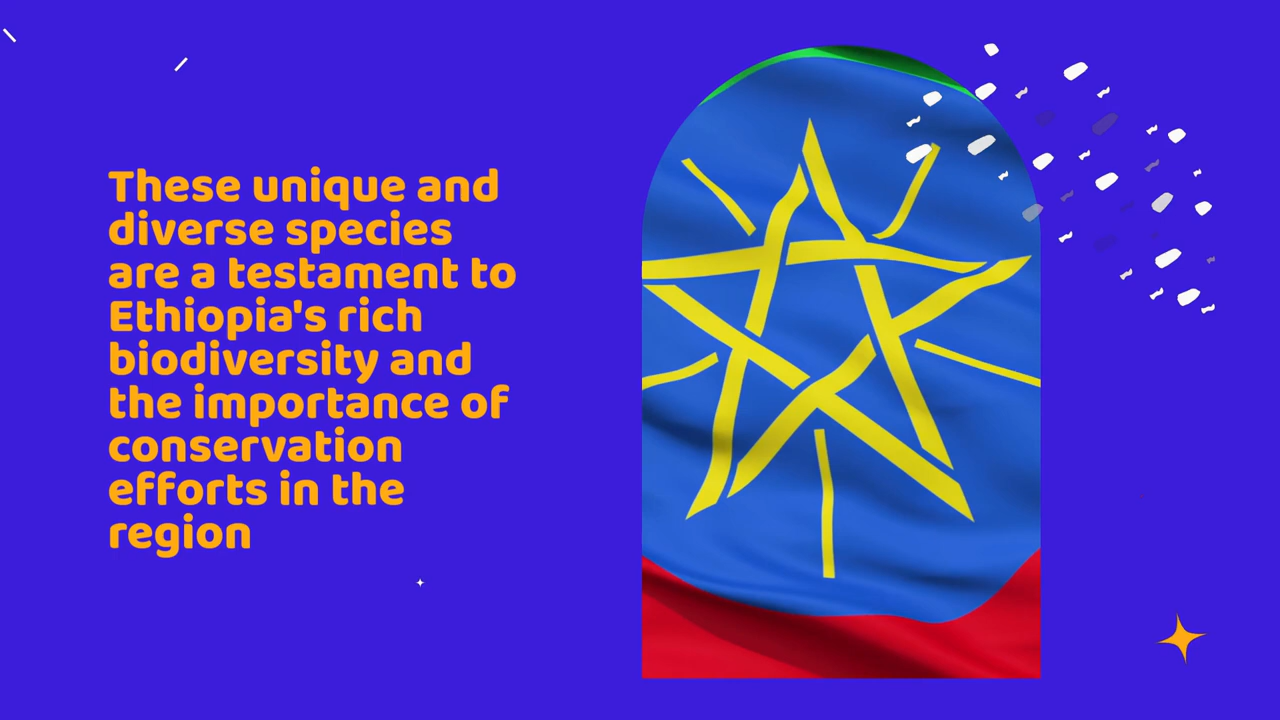 These unique and
diverse species
are a testament to
Ethiopia's rich
biodiversity and
the importance of
conservation
efforts in the
region